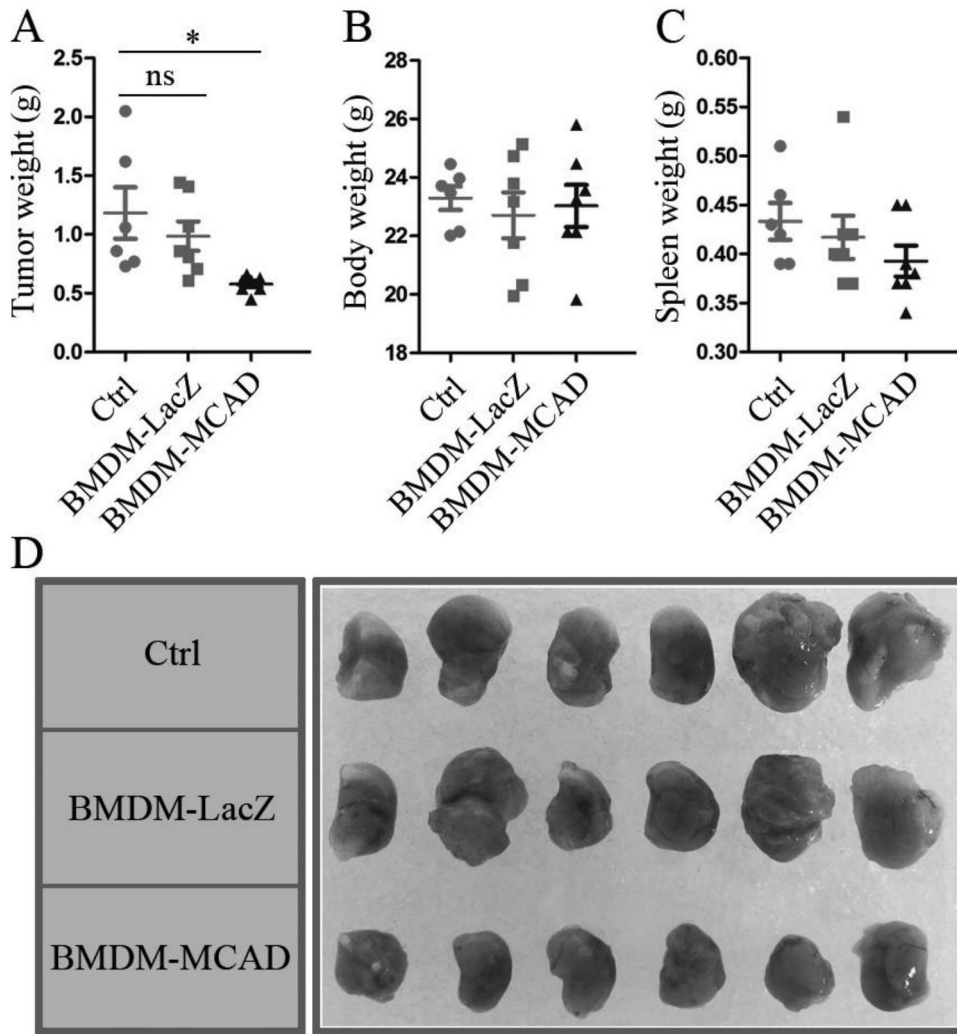 A
B
C
*
ns
Tumor weight (g)
2.5
2.0
1.5
1.0
0.5
0.0
Ctrl
BMDM-LacZ
BMDM-MCAD
Body weight (g)
28
26
24
22
20
18
Ctrl
BMDM-LacZ
BMDM-MCAD
Spleen weight (g)
0.60
0.55
0.50
0.45
0.40
0.35
0.30
Ctrl
BMDM-LacZ
BMDM-MCAD
D
Ctrl
BMDM-LacZ
BMDM-MCAD